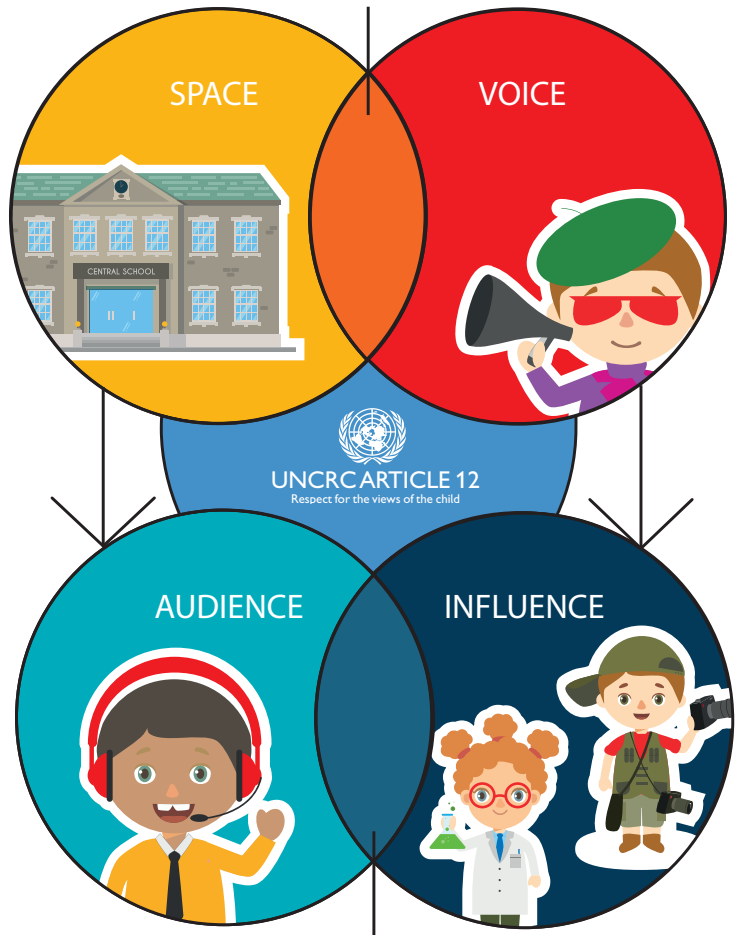 SPACE
VOICE
CENTRAL SCHOOL
UNCRC ARTICLE 12
Respect for the views of the child
AUDIENCE
INFLUENCE